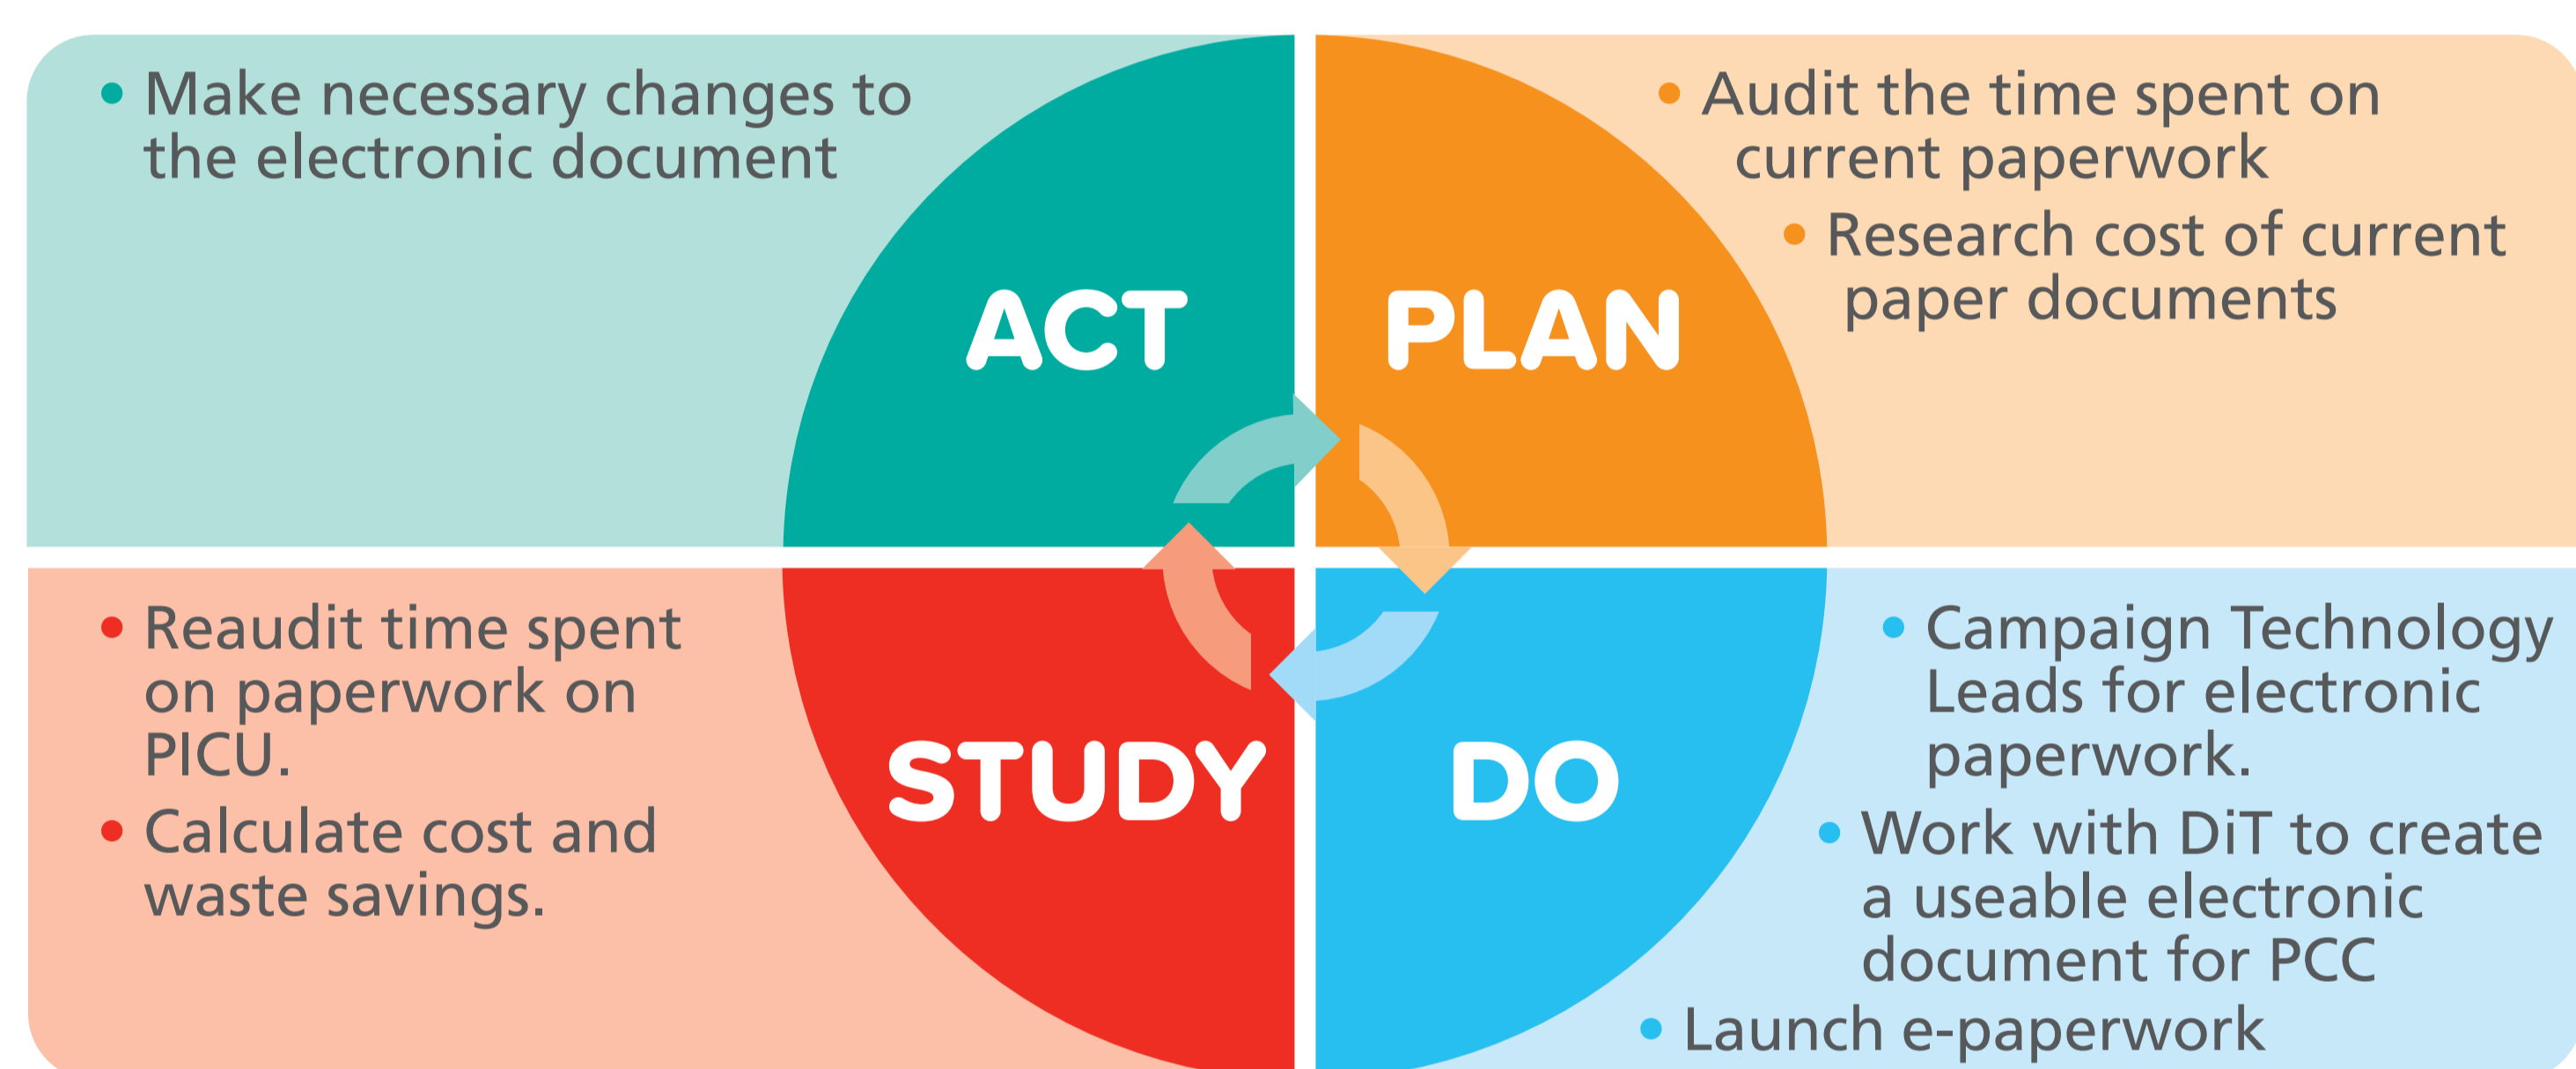 Make necessary changes to
the electronic document
ACT
PLAN
Audit the time spent on
current paperwork
Research cost of current
paper documents
Reaudit time spent
on paperwork on
PICU.
Calculate cost and
waste savings.
STUDY
DO
Campaign Technology
Leads for electronic
paperwork.
Work with DiT to create
a useable electronic
document for PCC
Launch e-paperwork